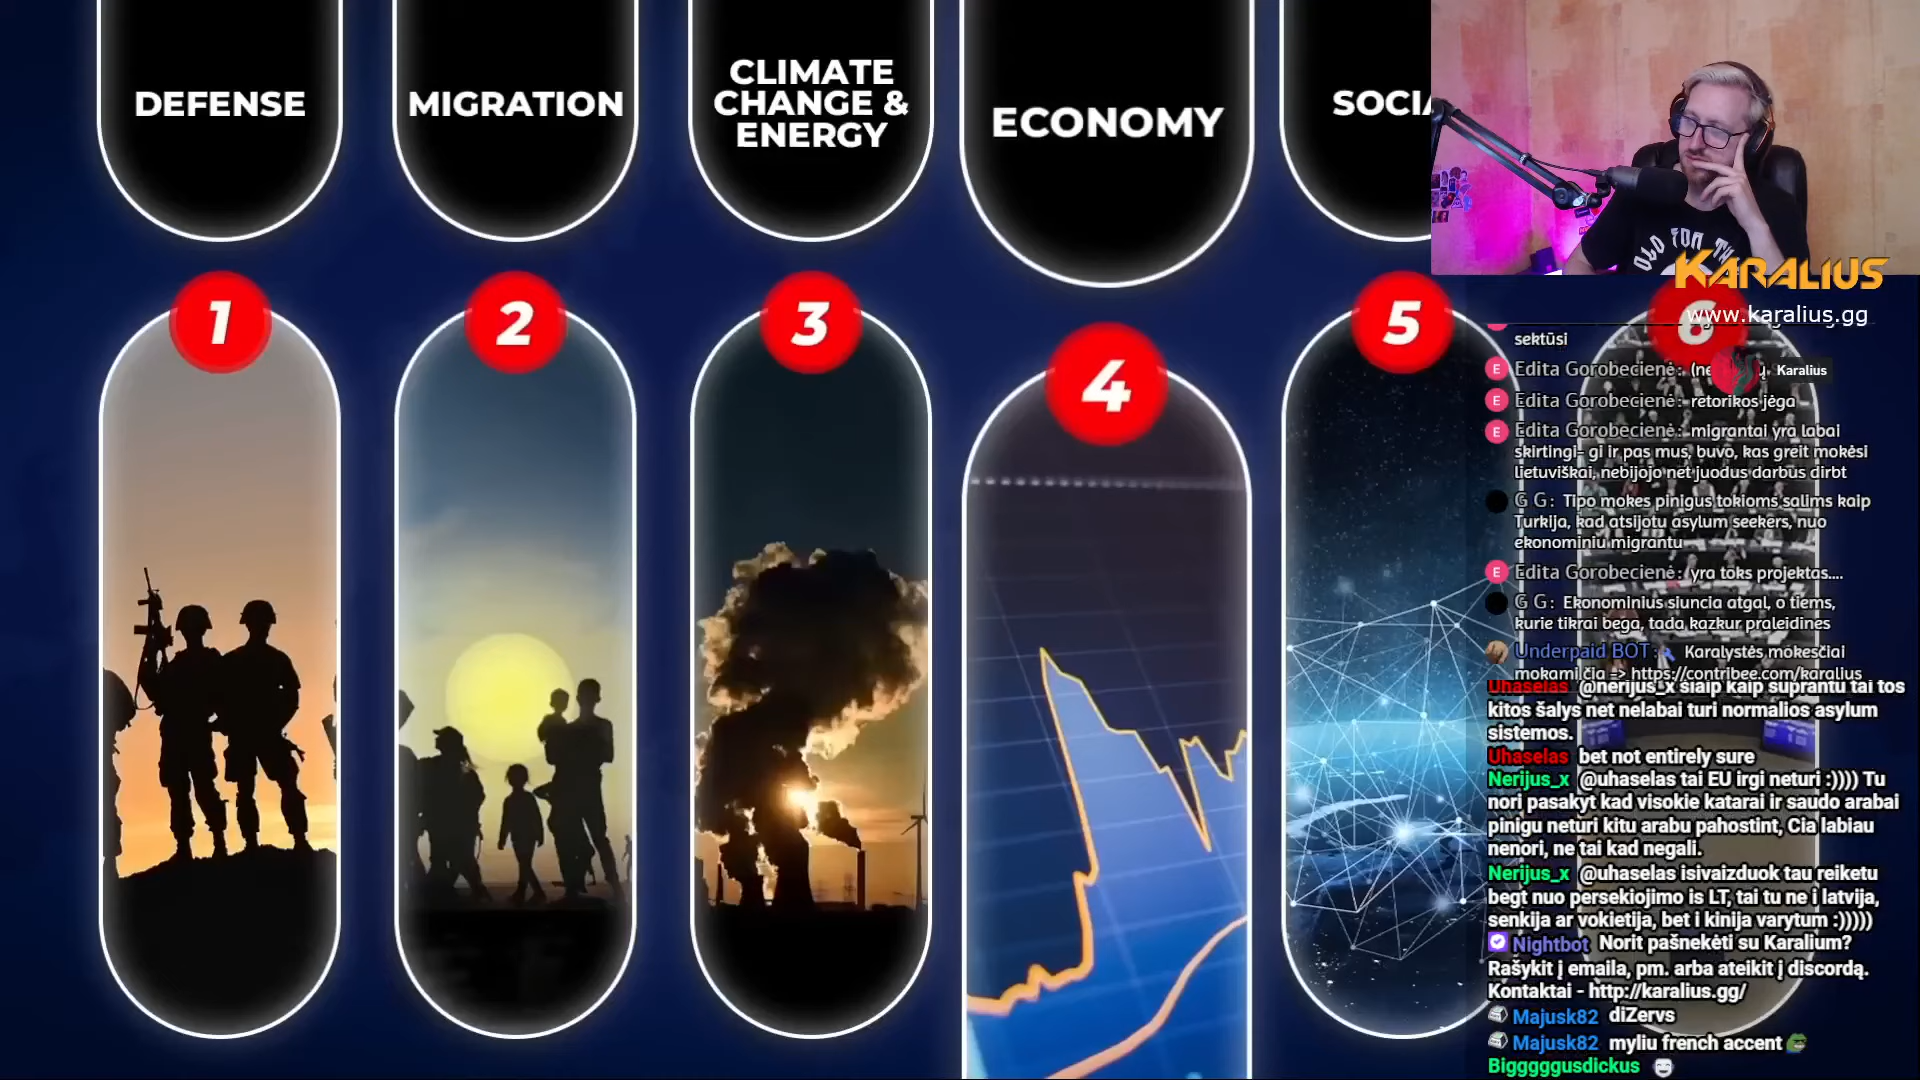 DEFENSE
MIGRATION
CLIMATE
CHANGE &
ENERGY
ECONOMY
1
2
3
4
5
6
OLD FOR TH
KARALIUS
www.karalius.gg
Karalius
sektūsi
Edita Gorobecienė:
Edita Gorobecienė: retorikos jėga
Edita Gorobecienė: migrantai yra labai
skirtingi- gi ir pas mus, buvo, kas greit mokėsi
lietuviškai, nebijojo net juodus darbus dirbt
G G: Tipo mokes pinigus tokioms salims kaip
Turkija, kad atsijotu asylum seekers, nuo
ekonominiu migrantu
Edita Gorobecienė: yra toks projektas....
G G: Ekonominius siuncia atgal, o tiems,
kurie tikrai bega, tada kazkur praleidines
Underpaid BOT: Karalystės mokesčiai
mokami čia => https://contribee.com/karalius
Uhaselas @nerijus_x siaip kaip suprantu tai tos
kitos šalys net nelabai turi normalios asylum
sistemos.
Uhaselas bet not entirely sure
Nerijus_x @uhaselas tai EU irgi neturi :)))) Tu
nori pasakyt kad visokie katarai ir saudo arabai
pinigu neturi kitu arabu pahostint, Cia labiau
nenori, ne tai kad negali.
Nerijus_x @uhaselas isivaizduok tau reiketu
begt nuo persekiojimo is LT, tai tu ne i latvija,
senkija ar vokietija, bet i kinija varytum :)))))
Nightbot Norit pašnekėti su Karalium?
Rašykit į emaila, pm. arba ateikit į discordą.
Kontaktai - http://karalius.gg/
Majusk82 diZervs
Majusk82 myliu french accent
Bigggggusdickus